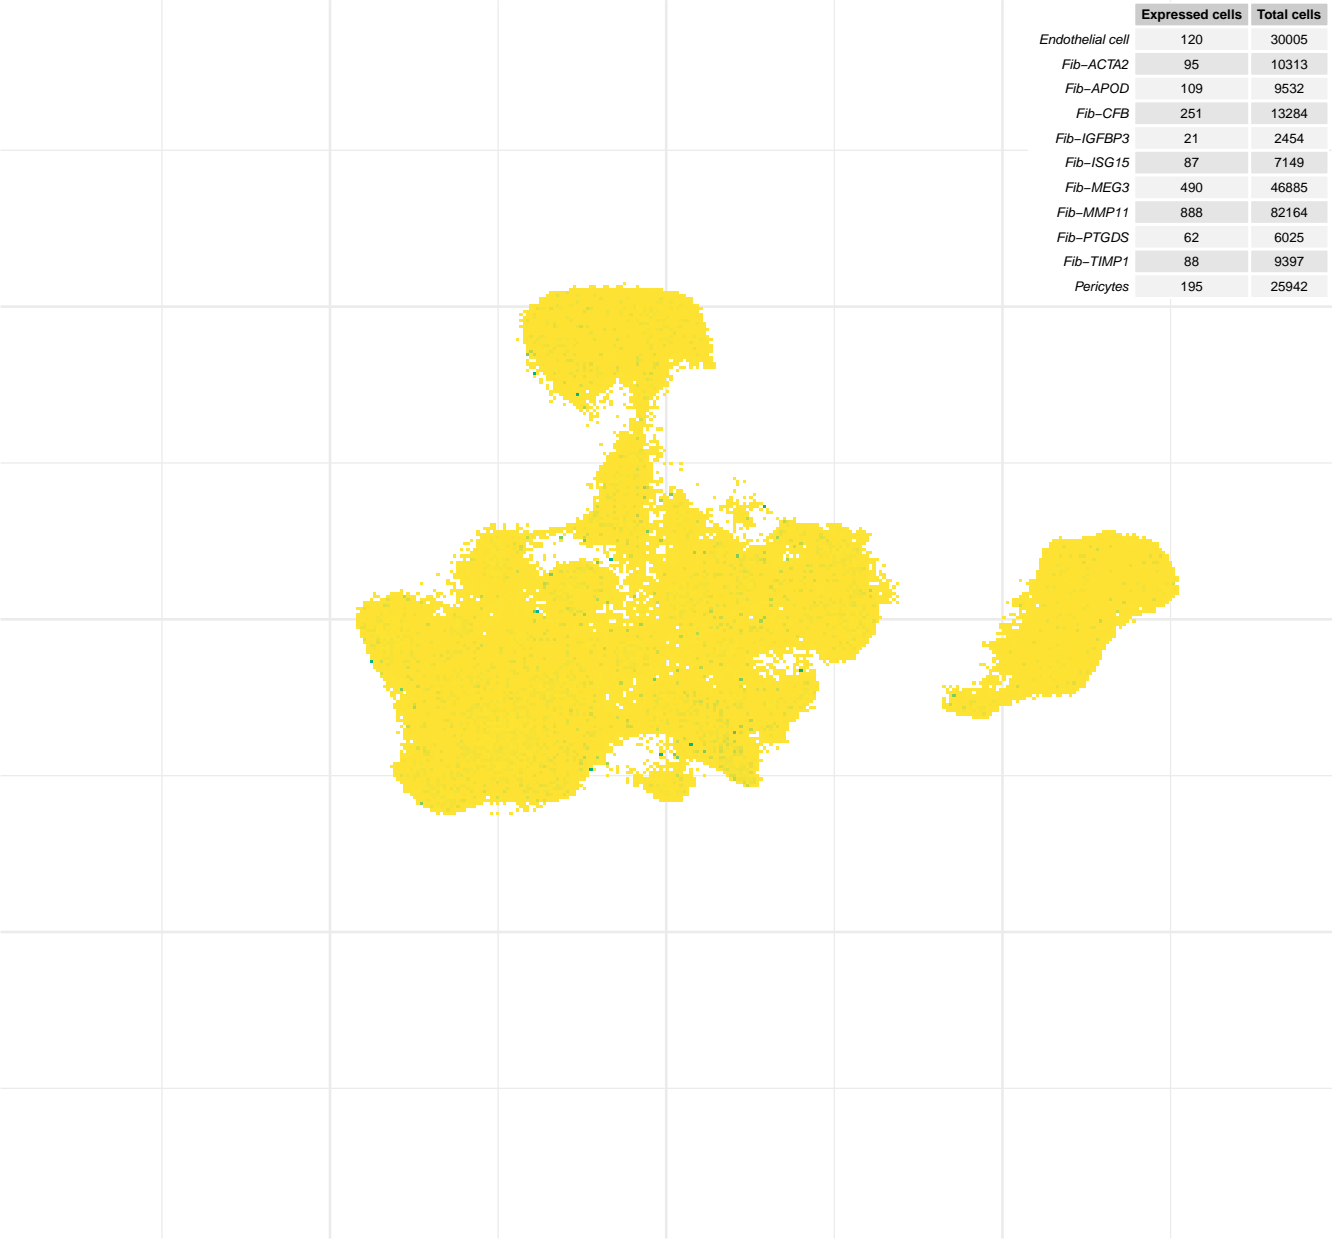 Expressed cells Total cells
Endothelial cell 120 30005
Fib−ACTA2 95 10313
Fib−APOD 109 9532
Fib−CFB 251 13284
Fib−IGFBP3 21 2454
Fib−ISG15 87 7149
Fib−MEG3 490 46885
Fib−MMP11 888 82164
Fib−PTGDS 62 6025
Fib−TIMP1 88 9397
Pericytes 195 25942